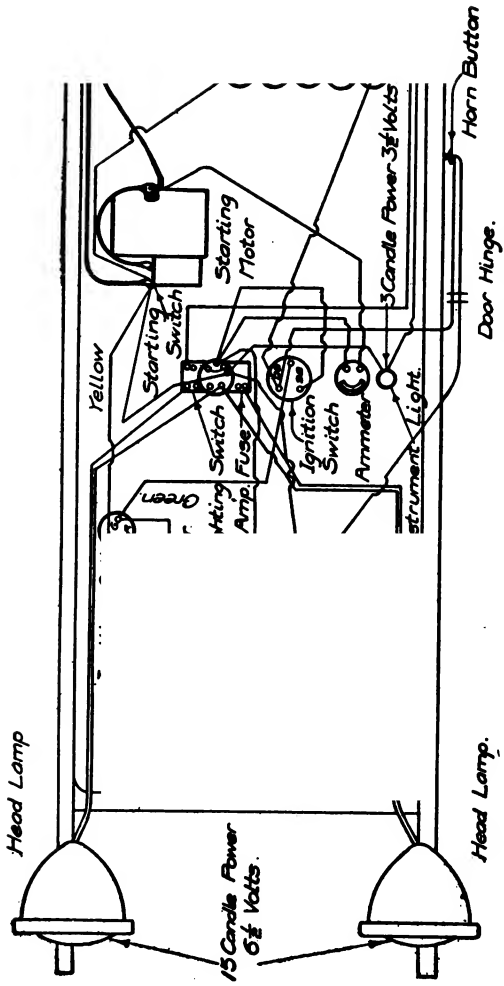 Head Lamp
15 Candle Power
6½ Volts.
Head Lamp.
Green
Yellow
Starting
Switch
Starting
Motor
Switch
Amp. Fuse
Ignition
Switch
Ammeter
Light.
3 Candle Power 3½ Volts
Door Hinge.
Horn Button